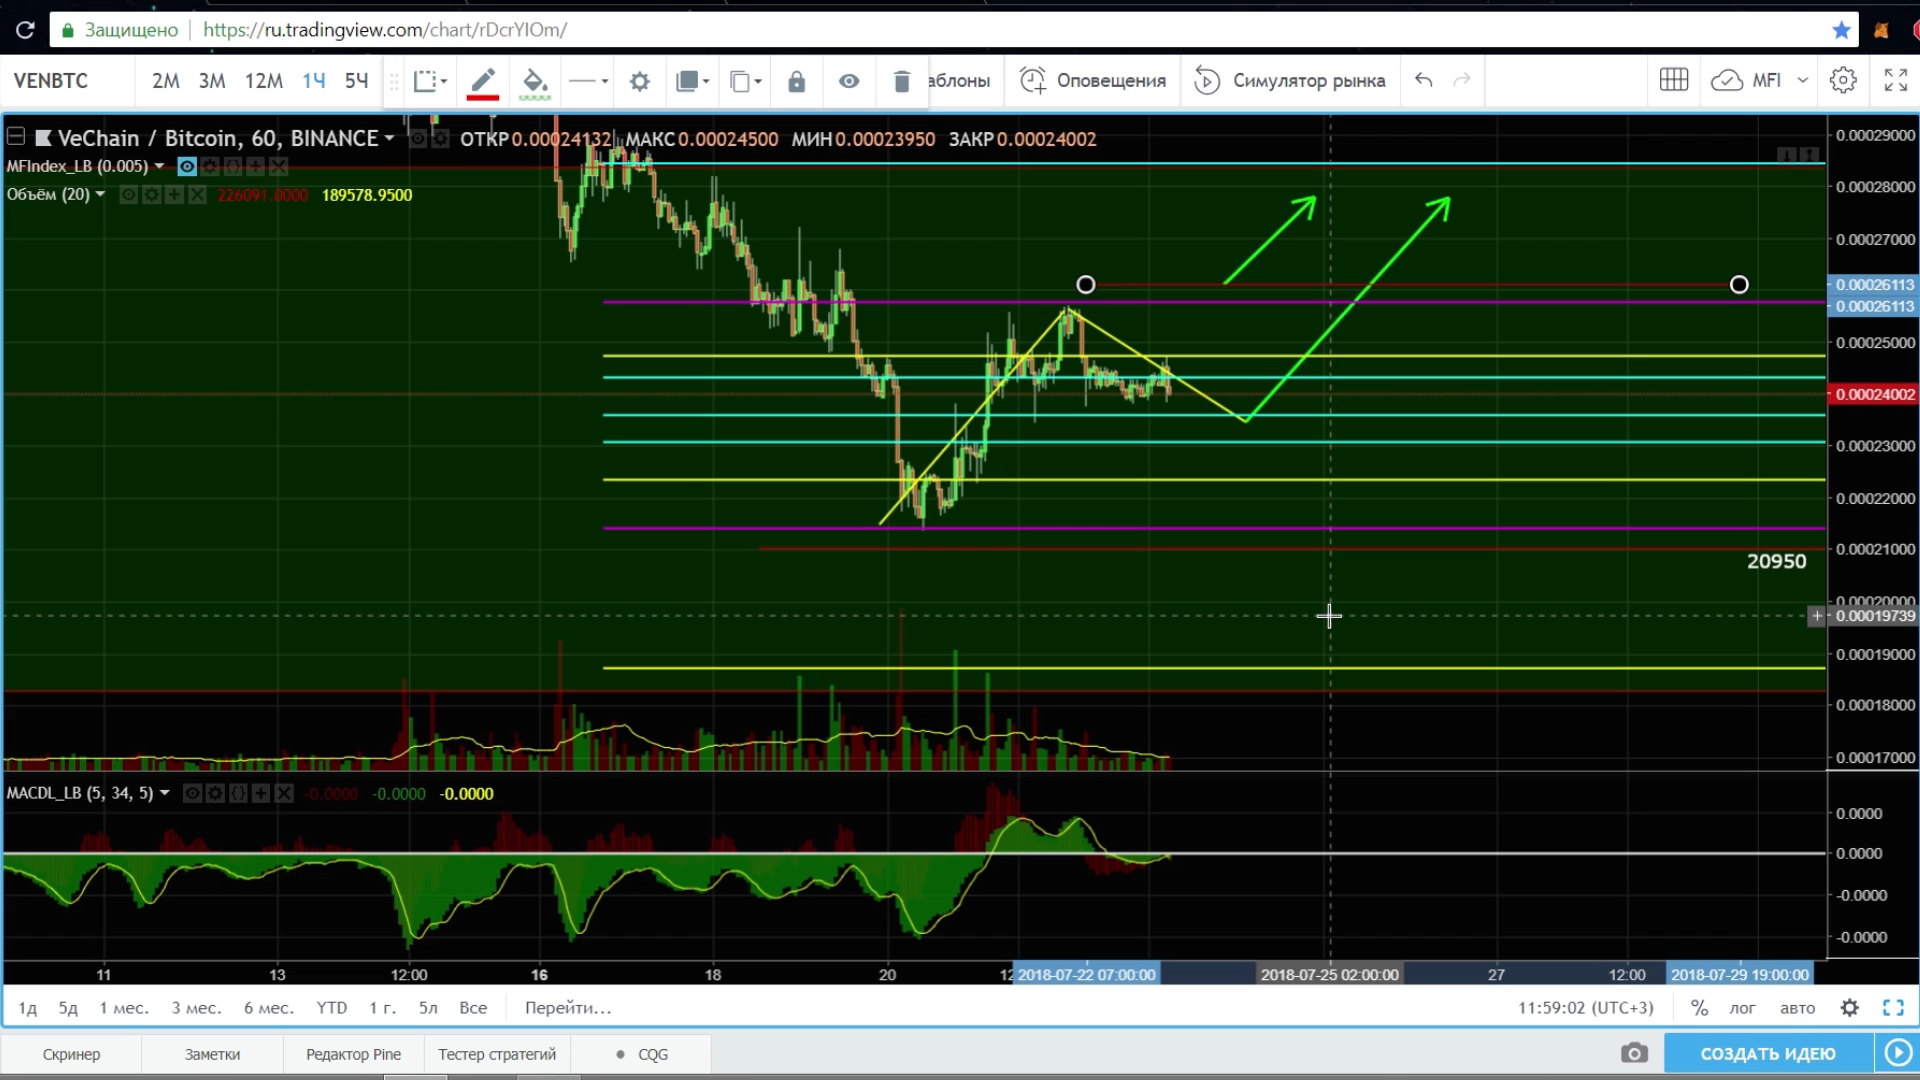 Защищено https://ru.tradingview.com/chart/rDcrYIOm/
VENBTC 2M 3M 12M 1Ч 5Ч аблоны Оповещения Симулятор рынка MFI
VeChain / Bitcoin, 60, BINANCE ОТКР 0.00024132 МАКС 0.00024500 МИН 0.00023950 ЗАКР 0.00024002
MFIndex_LB (0.005)
Объём (20) 226091.0000 189578.9500
0.00029000
0.00028000
0.00027000
0.00026113
0.00026113
0.00025000
0.00024002
0.00023000
0.00022000
0.00021000
20950
0.00020000
0.00019739
0.00019000
0.00018000
0.00017000
MACDL_LB (5, 34, 5) -0.0000 -0.0000 -0.0000
0.0000
0.0000
-0.0000
-0.0000
11 13 12:00 16 18 20 12 2018-07-22 07:00:00 2018-07-25 02:00:00 27 12:00 2018-07-29 19:00:00
1д 5д 1 мес. 3 мес. 6 мес. YTD 1 г. 5л Все Перейти... 11:59:02 (UTC+3) % лог авто
Скринер Заметки Редактор Pine Тестер стратегий CQG СОЗДАТЬ ИДЕЮ